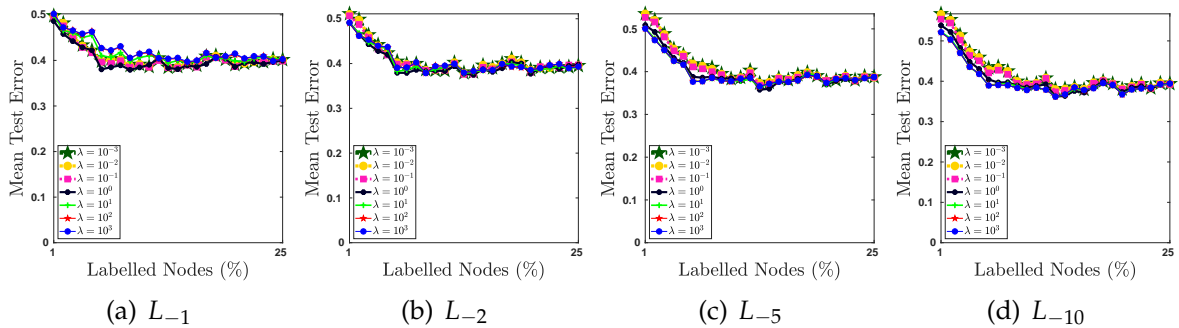 0.5
0.4
0.3
0.2
0.1
0
Mean Test Error
λ = 10^{-3}
λ = 10^{-2}
λ = 10^{-1}
λ = 10^{0}
λ = 10^{1}
λ = 10^{2}
λ = 10^{3}
1 25
Labelled Nodes (%)
(a) L_{-1}
0.5
0.4
0.3
0.2
0.1
0
Mean Test Error
λ = 10^{-3}
λ = 10^{-2}
λ = 10^{-1}
λ = 10^{0}
λ = 10^{1}
λ = 10^{2}
λ = 10^{3}
1 25
Labelled Nodes (%)
(b) L_{-2}
0.5
0.4
0.3
0.2
0.1
0
Mean Test Error
λ = 10^{-3}
λ = 10^{-2}
λ = 10^{-1}
λ = 10^{0}
λ = 10^{1}
λ = 10^{2}
λ = 10^{3}
1 25
Labelled Nodes (%)
(c) L_{-5}
0.5
0.4
0.3
0.2
0.1
0
Mean Test Error
λ = 10^{-3}
λ = 10^{-2}
λ = 10^{-1}
λ = 10^{0}
λ = 10^{1}
λ = 10^{2}
λ = 10^{3}
1 25
Labelled Nodes (%)
(d) L_{-10}